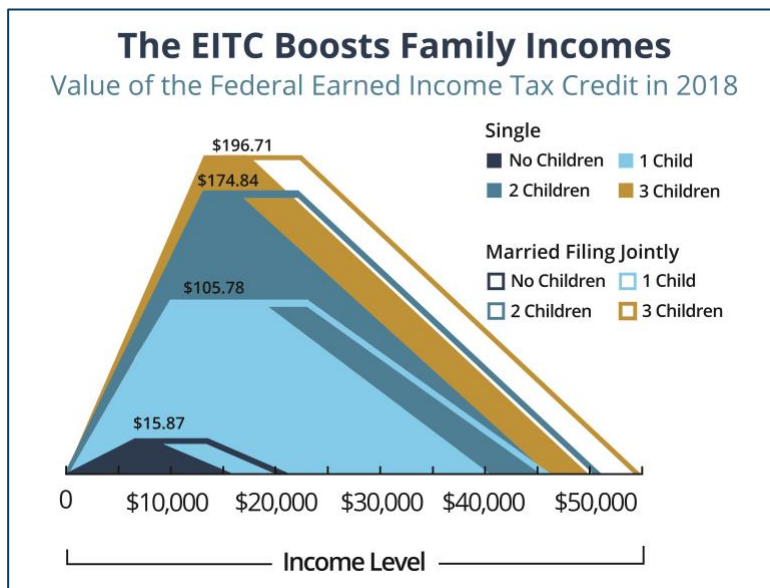 The EITC Boosts Family Incomes
Value of the Federal Earned Income Tax Credit in 2018
$196.71
$174.84
$105.78
$15.87
Single
No Children 1 Child
2 Children 3 Children
Married Filing Jointly
No Children 1 Child
2 Children 3 Children
0 $10,000 $20,000 $30,000 $40,000 $50,000
Income Level